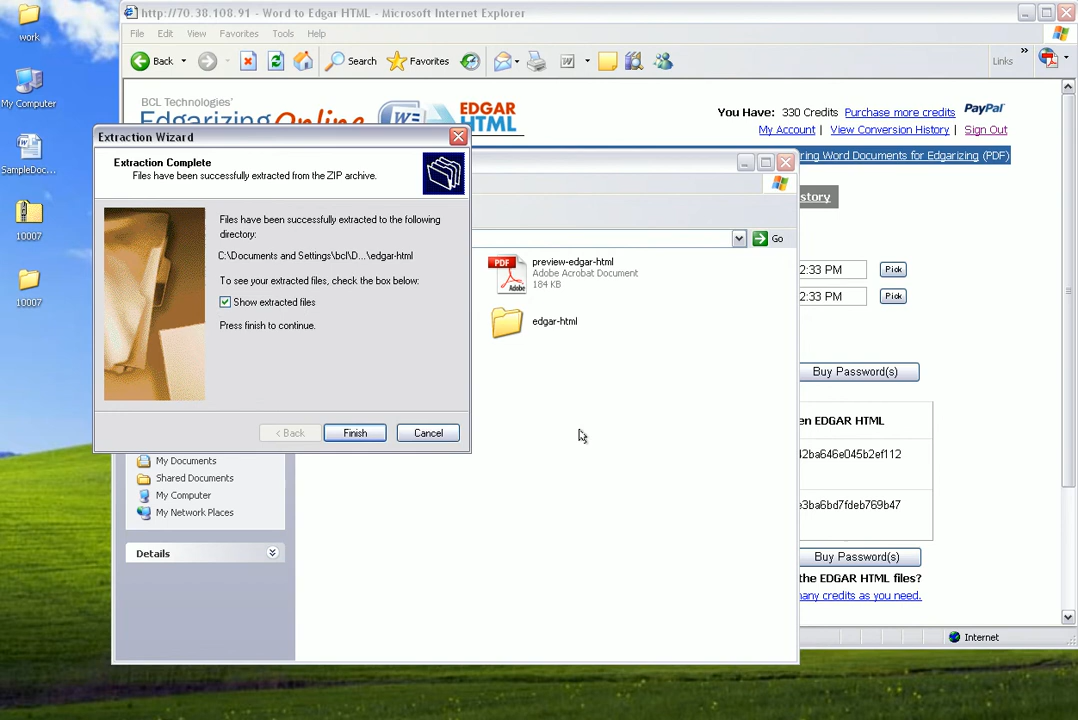 work
My Computer
SampleDoc...
10007
10007
http://70.38.108.91 - Word to Edgar HTML - Microsoft Internet Explorer
File Edit View Favorites Tools Help
Back Search Favorites W Links »
BCL Technologies'
Edgarizing Online
W
EDGAR
HTML
You Have: 330 Credits Purchase more credits PayPal
My Account | View Conversion History | Sign Out
ring Word Documents for Edgarizing (PDF)
story
2:33 PM Pick
2:33 PM Pick
Buy Password(s)
en EDGAR HTML
42ba646e045b2ef112
e3ba6bd7fdeb769b47
Buy Password(s)
the EDGAR HTML files?
many credits as you need.
Internet
Go
PDF
Adobe
preview-edgar-html
Adobe Acrobat Document
184 KB
edgar-html
Extraction Wizard
Extraction Complete
Files have been successfully extracted from the ZIP archive.
Files have been successfully extracted to the following
directory:
C:\Documents and Settings\bcl\D...\edgar-html
To see your extracted files, check the box below:
Show extracted files
Press finish to continue.
< Back Finish Cancel
My Documents
Shared Documents
My Computer
My Network Places
Details